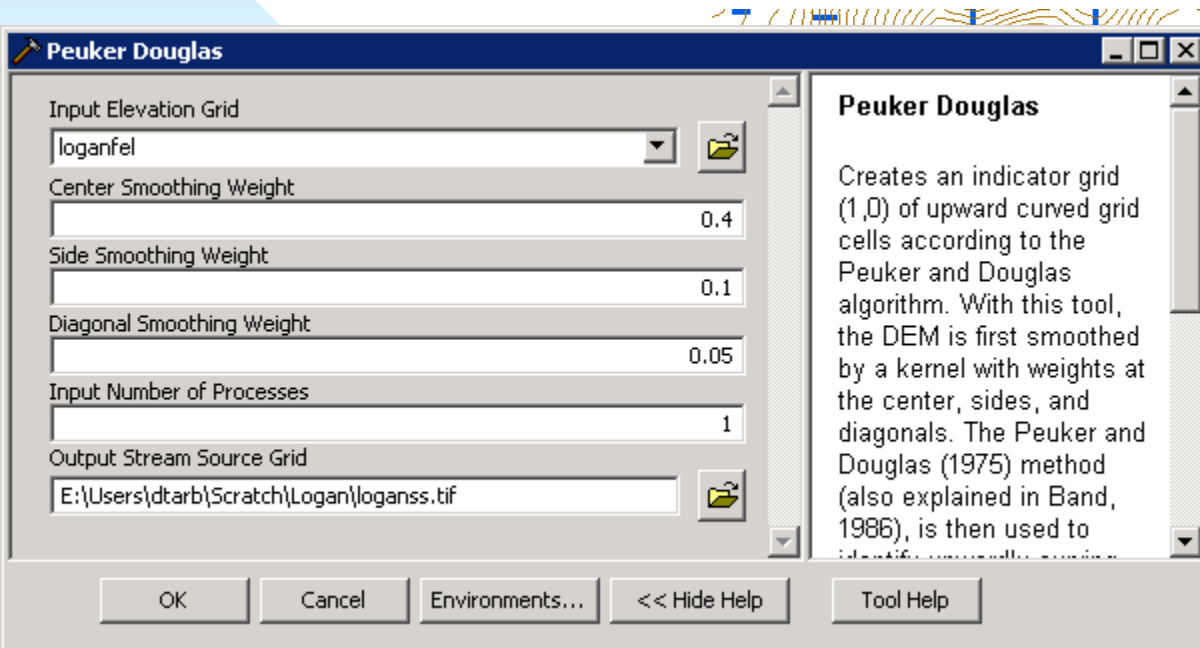 Peuker Douglas
Input Elevation Grid
loganfel
Center Smoothing Weight
0.4
Side Smoothing Weight
0.1
Diagonal Smoothing Weight
0.05
Input Number of Processes
1
Output Stream Source Grid
E:\Users\dtarb\Scratch\Logan\loganss.tif
Peuker Douglas
Creates an indicator grid
(1,0) of upward curved grid
cells according to the
Peuker and Douglas
algorithm. With this tool,
the DEM is first smoothed
by a kernel with weights at
the center, sides, and
diagonals. The Peuker and
Douglas (1975) method
(also explained in Band,
1986), is then used to
OK
Cancel
Environments...
<< Hide Help
Tool Help